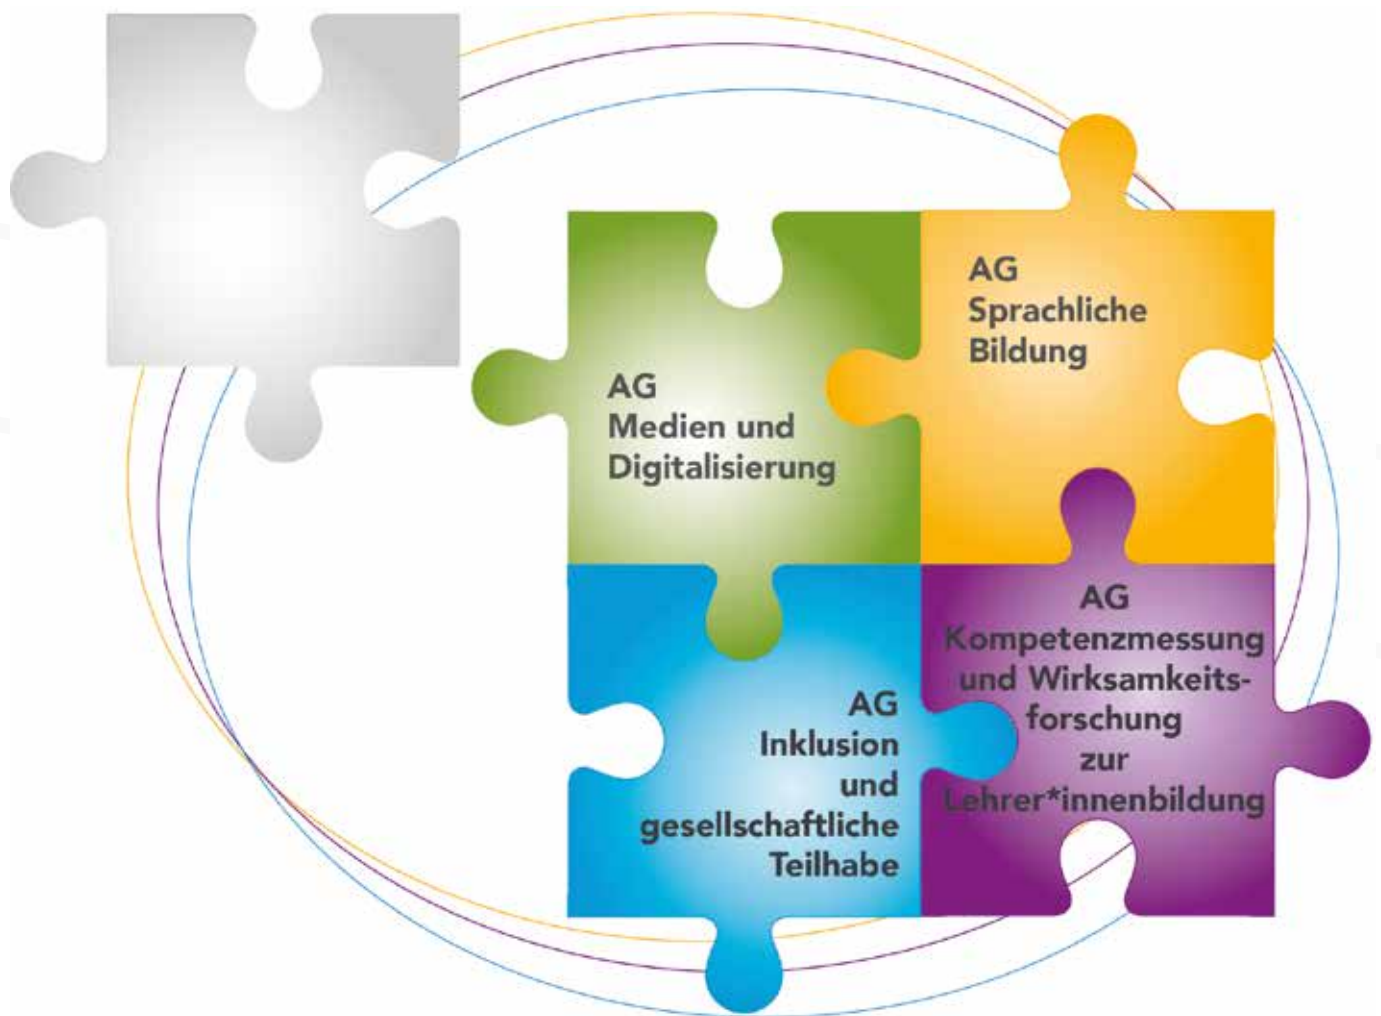 AG
Medien und
Digitalisierung
AG
Sprachliche
Bildung
AG
Inklusion
und
gesellschaftliche
Teilhabe
AG
Kompetenzmessung
und Wirksamkeits-
forschung
zur
Lehrer*innenbildung